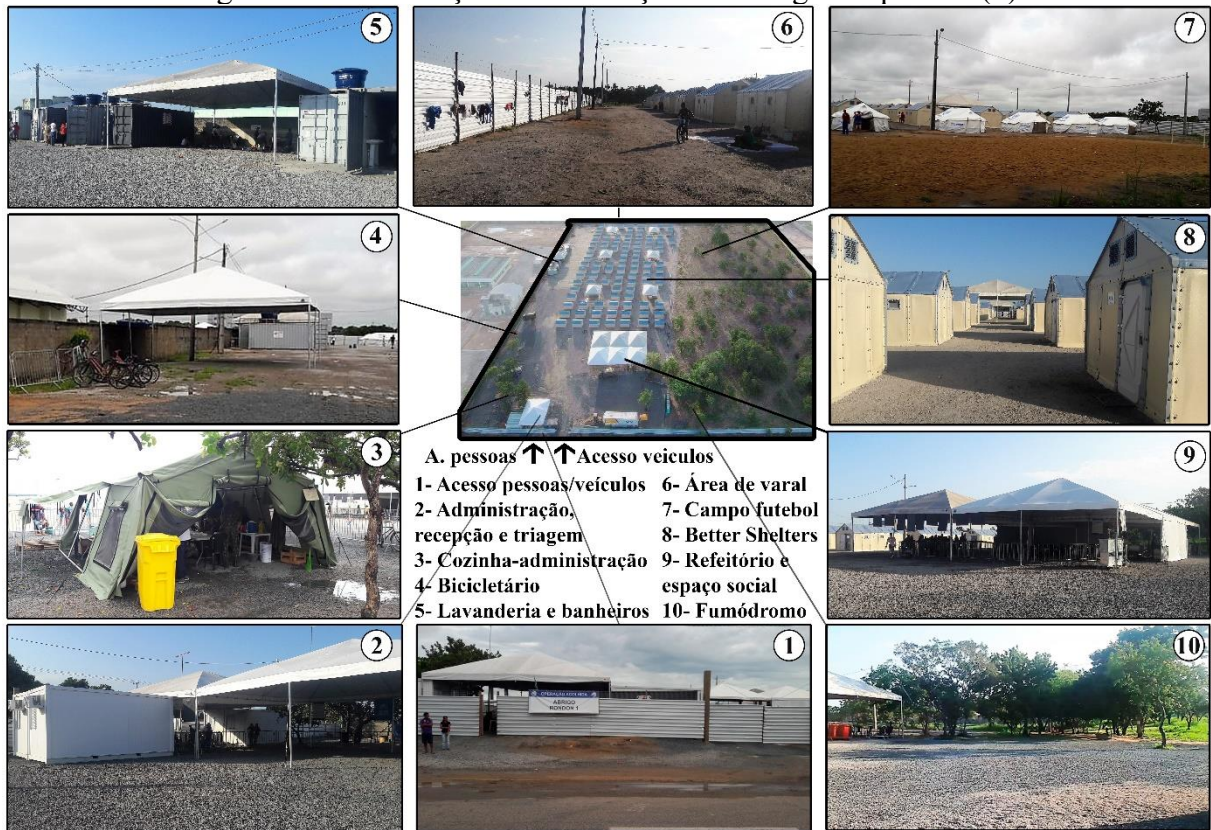 5
6
7
4
8
3
A. pessoas ↑ ↑ Acesso veiculos
1- Acesso pessoas/veículos
2- Administração,
recepção e triagem
3- Cozinha-administração
4- Bicicletário
5- Lavanderia e banheiros
6- Área de varal
7- Campo futebol
8- Better Shelters
9- Refeitório e
espaço social
10- Fumódromo
9
2
1
OPERAÇÃO ACOLHIDA
ABRIGO
RONDON 1
10